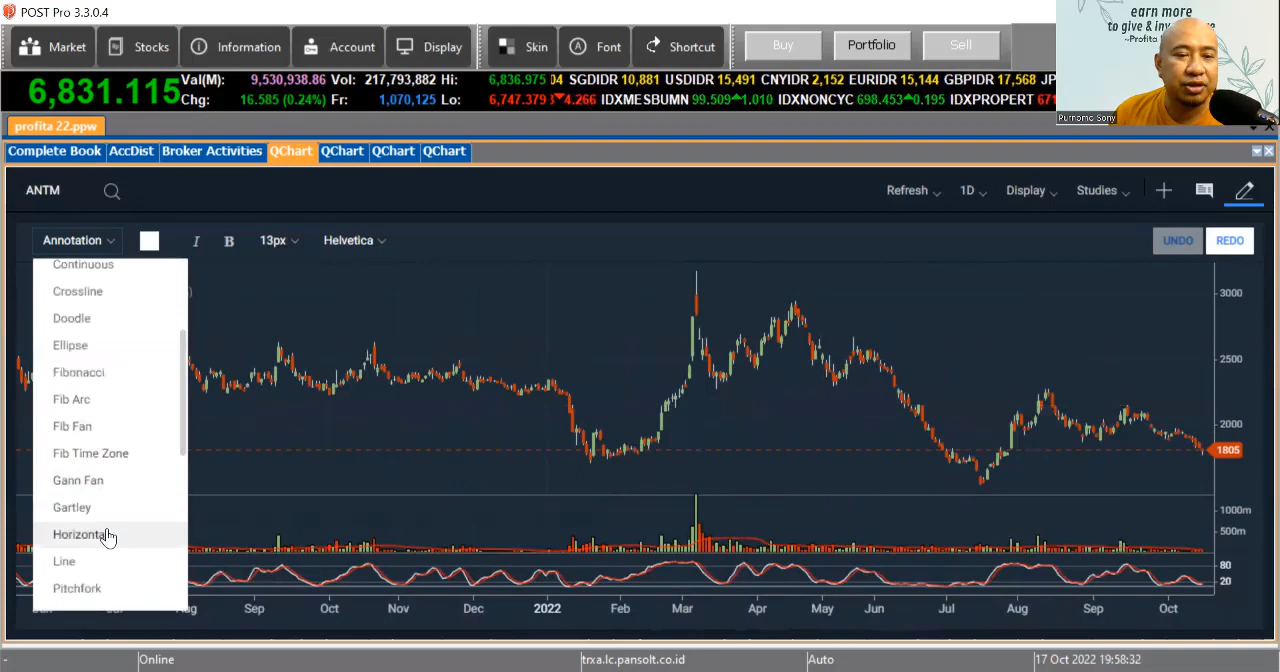 POST Pro 3.3.0.4
Market
Stocks
Information
Account
Display
Skin
Font
Shortcut
Buy
Portfolio
Sell
earn more
to give & inv
~Profita
Purnomo Sony
6,831.115
Val(M): 9,530,938.86 Vol: 217,793,882 Hi: 6,836.975
Chg: 16.585 (0.24%) Fr: 1,070,125 Lo: 6,747.379
04 SGDIDR 10,881 USDIDR 15,491 CNYIDR 2,152 EURIDR 15,144 GBPIDR 17,568 JP
4.266 IDXMESBUMN 99.509 1.010 IDXNONCYC 698.453 0.195 IDXPROPERT 671
profita 22.ppw
Complete Book
AccDist
Broker Activities
QChart
QChart
QChart
QChart
ANTM
Refresh
1D
Display
Studies
Annotation
I
B
13px
Helvetica
UNDO
REDO
Continuous
Crossline
Doodle
Ellipse
Fibonacci
Fib Arc
Fib Fan
Fib Time Zone
Gann Fan
Gartley
Horizontal
Line
Pitchfork
3000
2500
2000
1805
1000m
500m
80
20
Sep
Oct
Nov
Dec
2022
Feb
Mar
Apr
May
Jun
Jul
Aug
Sep
Oct
-
Online
trxa.lc.pansolt.co.id
Auto
17 Oct 2022 19:58:32